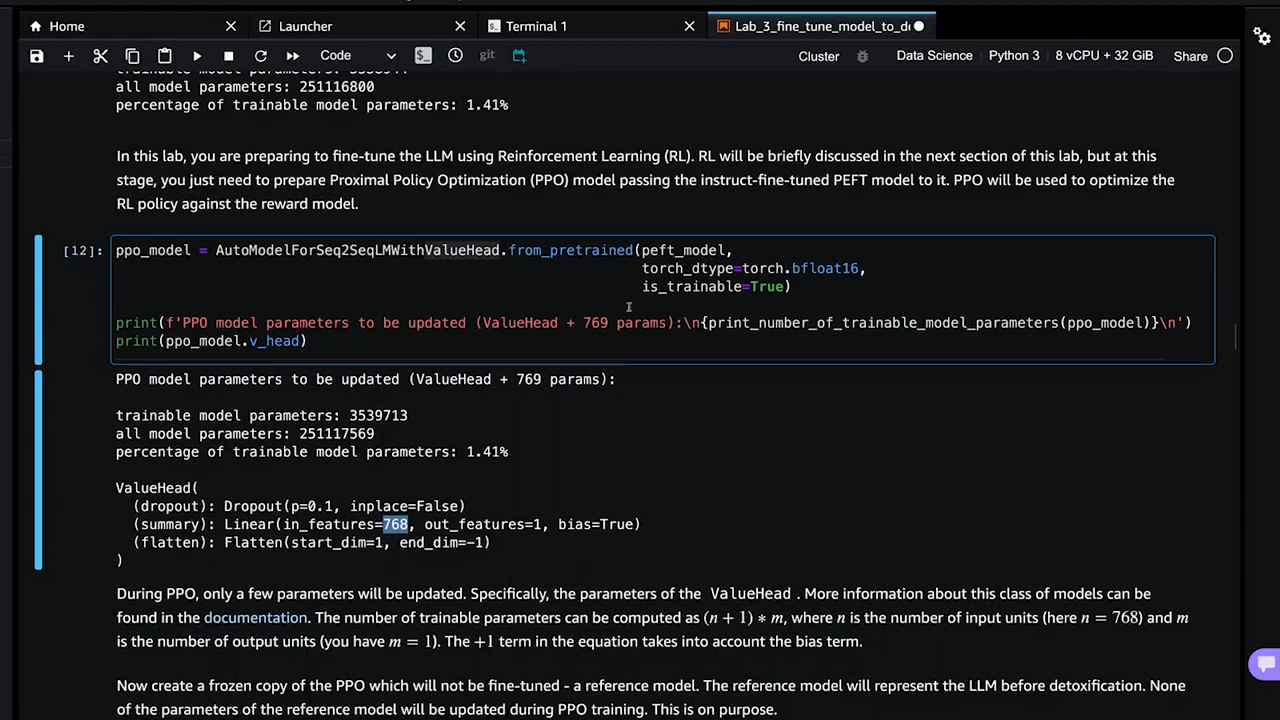 Home
Launcher
Terminal 1
Lab_3_fine_tune_model_to_de
Code
git
Cluster
Data Science
Python 3
8 vCPU + 32 GiB
Share
all model parameters: 251116800
percentage of trainable model parameters: 1.41%
In this lab, you are preparing to fine-tune the LLM using Reinforcement Learning (RL). RL will be briefly discussed in the next section of this lab, but at this
stage, you just need to prepare Proximal Policy Optimization (PPO) model passing the instruct-fine-tuned PEFT model to it. PPO will be used to optimize the
RL policy against the reward model.
[12]: ppo_model = AutoModelForSeq2SeqLMWithValueHead.from_pretrained(peft_model,
torch_dtype=torch.bfloat16,
is_trainable=True)
print(f'PPO model parameters to be updated (ValueHead + 769 params):\n{print_number_of_trainable_model_parameters(ppo_model)}\n')
print(ppo_model.v_head)
PPO model parameters to be updated (ValueHead + 769 params):
trainable model parameters: 3539713
all model parameters: 251117569
percentage of trainable model parameters: 1.41%
ValueHead(
(dropout): Dropout(p=0.1, inplace=False)
(summary): Linear(in_features=768, out_features=1, bias=True)
(flatten): Flatten(start_dim=1, end_dim=-1)
)
During PPO, only a few parameters will be updated. Specifically, the parameters of the ValueHead . More information about this class of models can be
found in the documentation. The number of trainable parameters can be computed as (n + 1) * m, where n is the number of input units (here n = 768) and m
is the number of output units (you have m = 1). The +1 term in the equation takes into account the bias term.
Now create a frozen copy of the PPO which will not be fine-tuned - a reference model. The reference model will represent the LLM before detoxification. None
of the parameters of the reference model will be updated during PPO training. This is on purpose.